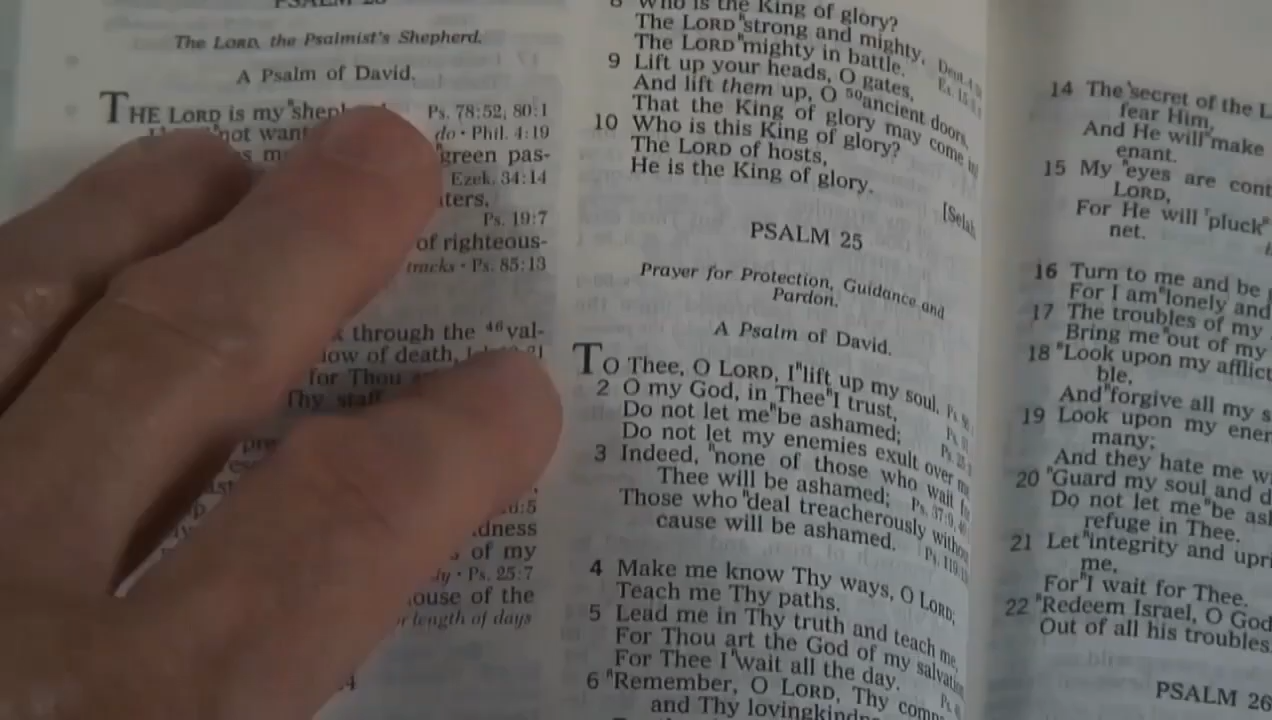 The LORD, the Psalmist's Shepherd.
A Psalm of David.
THE LORD is my
Ps. 78:52, 80:1
not want
do • Phil. 4:19
green pas-
Ezek. 34:14
Ps. 19:7
of righteous-
tracks • Ps. 85:13
through the 46val-
of death,
for Thou
Thy staff
of my
Ps. 25:7
of the
length of days
8 Who is the King of glory?
The LORD strong and mighty,
The LORD mighty in battle.
9 Lift up your heads, O gates,
And lift them up, O 50ancient doors,
That the King of glory may come in
10 Who is this King of glory?
The LORD of hosts,
He is the King of glory.
[Selah
PSALM 25
Prayer for Protection, Guidance and
Pardon.
A Psalm of David.
TO Thee, O LORD, I lift up my soul.
2 O my God, in Thee I trust,
Do not let me be ashamed;
Do not let my enemies exult over me
3 Indeed, none of those who wait for
Thee will be ashamed; Ps. 37:9,
Those who deal treacherously without
cause will be ashamed.
4 Make me know Thy ways, O LORD;
Teach me Thy paths.
5 Lead me in Thy truth and teach me,
For Thou art the God of my salvation
For Thee I wait all the day.
6 Remember, O LORD, Thy
and Thy
14 The secret of the
fear Him,
And He will make
enant.
15 My eyes are
LORD,
For He will pluck
net.
16 Turn to me and be
For I am lonely and
17 The troubles of my
Bring me out of my
18 Look upon my
ble,
And forgive all my
19 Look upon my
many;
And they hate me
20 Guard my soul and
Do not let me be
refuge in Thee.
21 Let integrity and
me,
For I wait for Thee.
22 Redeem Israel, O God
Out of all his troubles.
PSALM 26